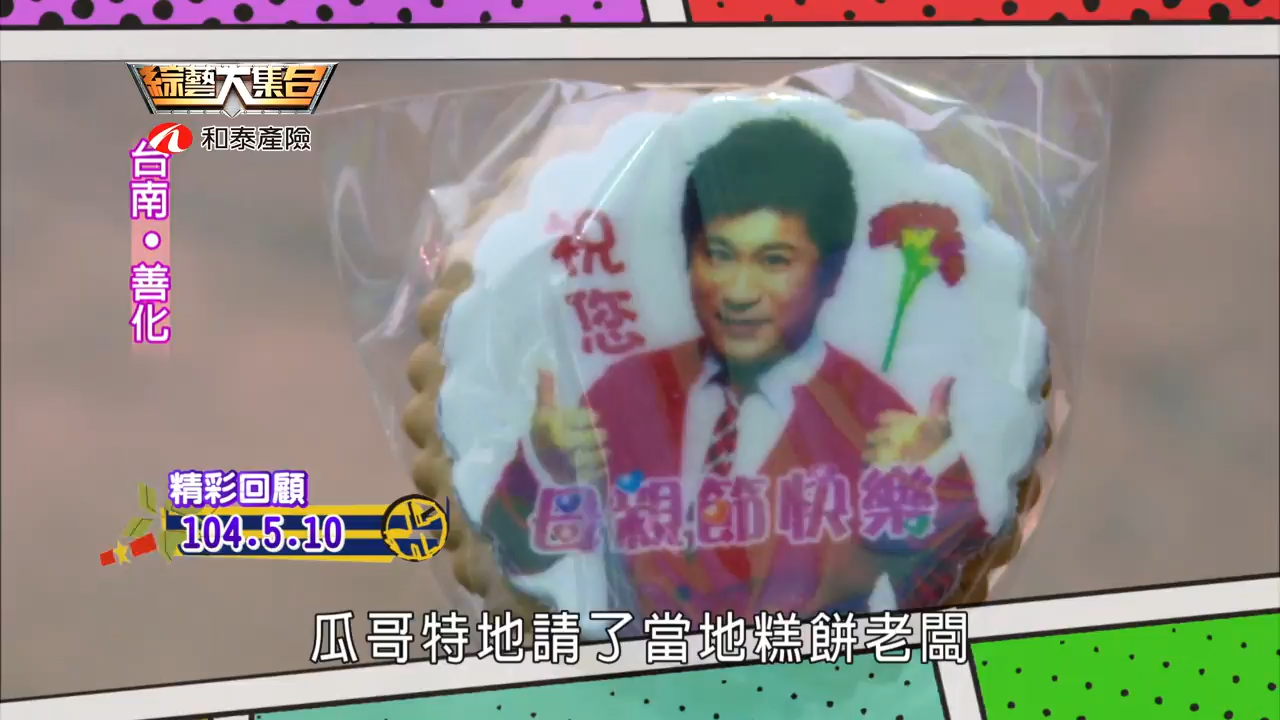 綜藝大集合
和泰產險
台南•善化
祝您
母親節快樂
精彩回顧
104.5.10
瓜哥特地請了當地糕餅老闆